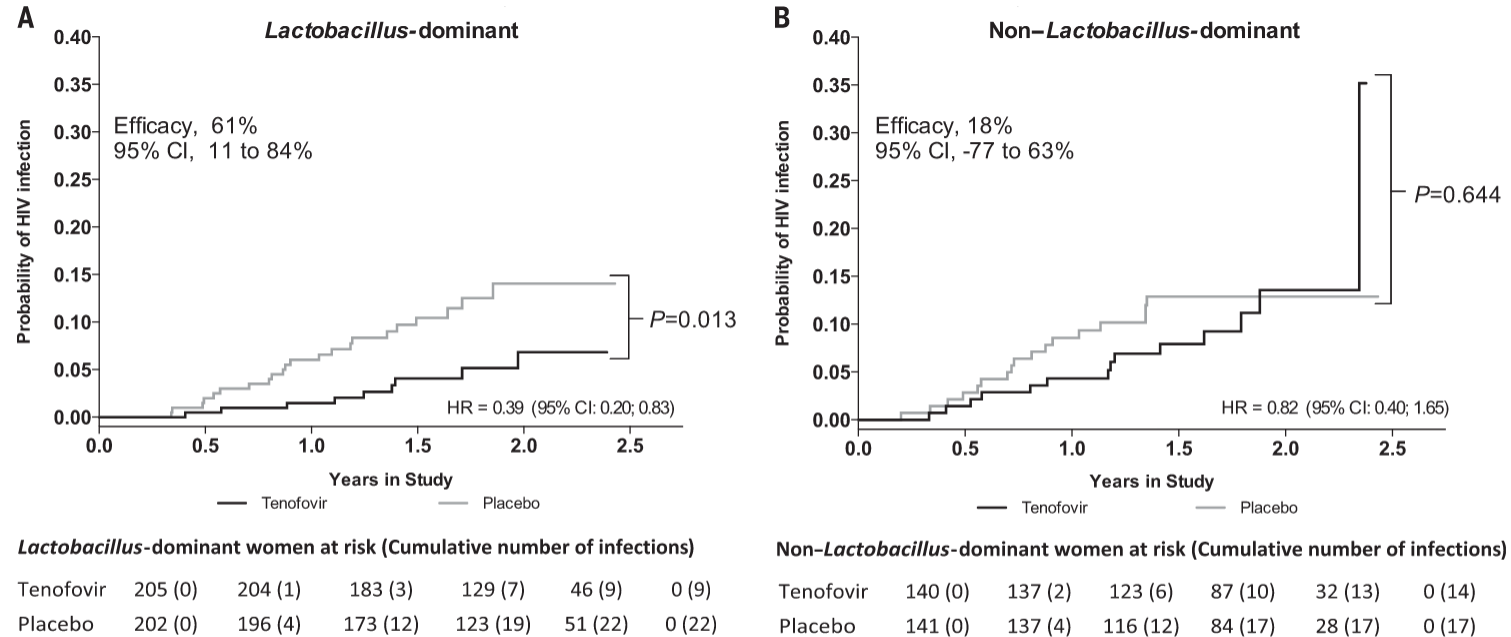 A
Lactobacillus-dominant
0.40
0.35
0.30
0.25
0.20
0.15
0.10
0.05
0.00
Probability of HIV infection
Efficacy, 61%
95% CI, 11 to 84%
P=0.013
HR = 0.39 (95% CI: 0.20; 0.83)
0.0 0.5 1.0 1.5 2.0 2.5
Years in Study
Tenofovir Placebo
Lactobacillus-dominant women at risk (Cumulative number of infections)
Tenofovir 205 (0) 204 (1) 183 (3) 129 (7) 46 (9) 0 (9)
Placebo 202 (0) 196 (4) 173 (12) 123 (19) 51 (22) 0 (22)
B
Non–Lactobacillus-dominant
0.40
0.35
0.30
0.25
0.20
0.15
0.10
0.05
0.00
Probability of HIV infection
Efficacy, 18%
95% CI, -77 to 63%
P=0.644
HR = 0.82 (95% CI: 0.40; 1.65)
0.0 0.5 1.0 1.5 2.0 2.5
Years in Study
Tenofovir Placebo
Non–Lactobacillus-dominant women at risk (Cumulative number of infections)
Tenofovir 140 (0) 137 (2) 123 (6) 87 (10) 32 (13) 0 (14)
Placebo 141 (0) 137 (4) 116 (12) 84 (17) 28 (17) 0 (17)